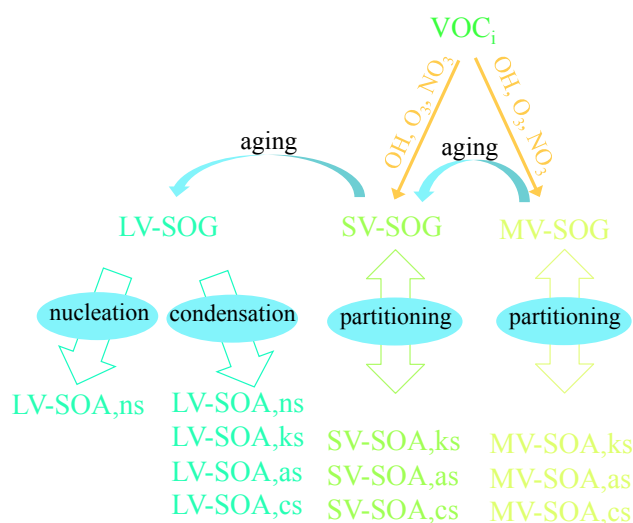 VOCi
OH, O3, NO3
OH, O3, NO3
aging
aging
LV-SOG
SV-SOG
MV-SOG
nucleation
condensation
partitioning
partitioning
LV-SOA,ns
LV-SOA,ns
LV-SOA,ks
LV-SOA,as
LV-SOA,cs
SV-SOA,ks
SV-SOA,as
SV-SOA,cs
MV-SOA,ks
MV-SOA,as
MV-SOA,cs